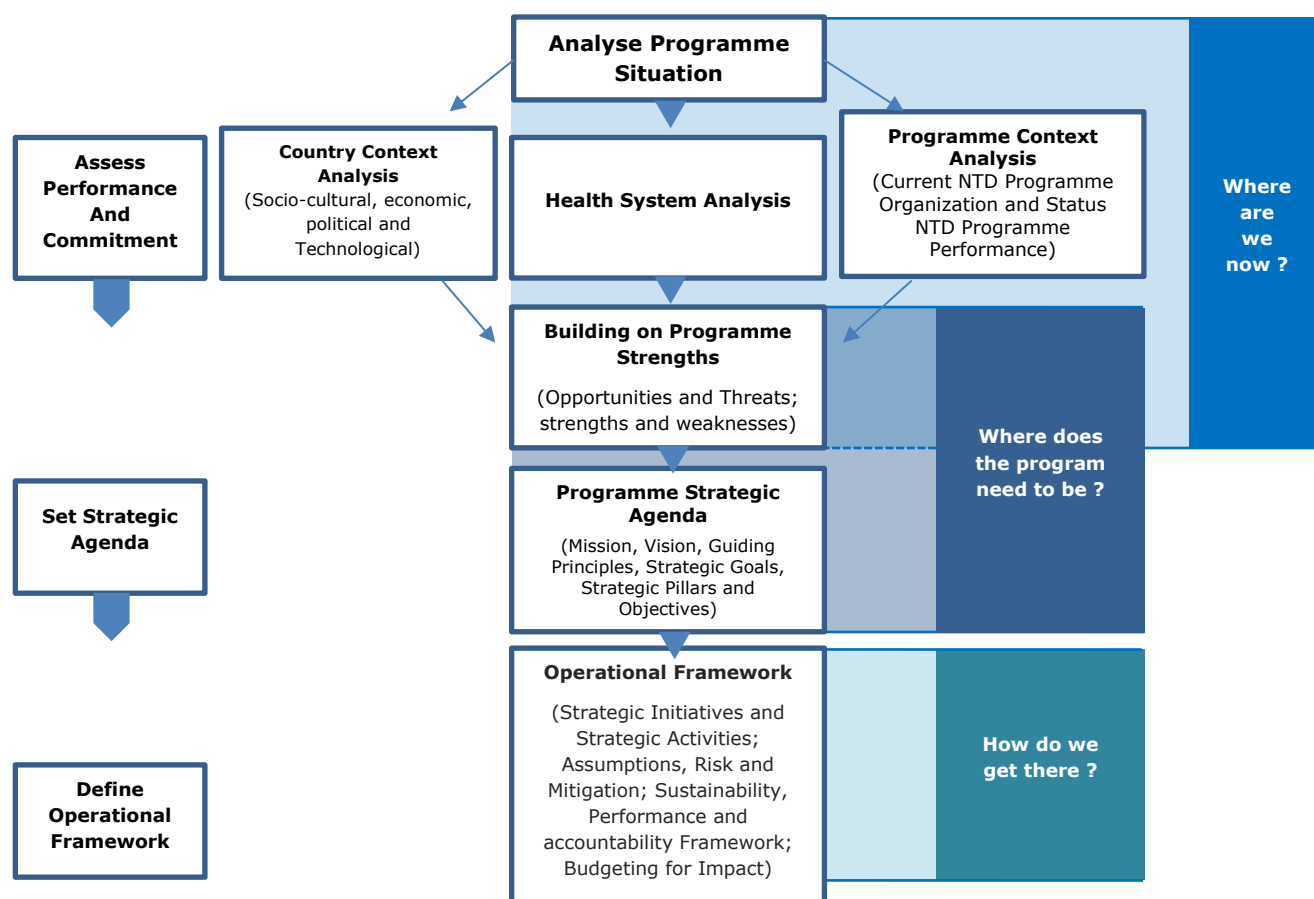 Analyse Programme
Situation
Assess
Performance
And
Commitment
Country Context
Analysis
(Socio-cultural, economic,
political and
Technological)
Health System Analysis
Programme Context
Analysis
(Current NTD Programme
Organization and Status
NTD Programme
Performance)
Where
are
we
now ?
Building on Programme
Strengths
(Opportunities and Threats;
strengths and weaknesses)
Where does
the program
need to be ?
Set Strategic
Agenda
Programme Strategic
Agenda
(Mission, Vision, Guiding
Principles, Strategic Goals,
Strategic Pillars and
Objectives)
Define
Operational
Framework
Operational Framework
(Strategic Initiatives and
Strategic Activities;
Assumptions, Risk and
Mitigation; Sustainability,
Performance and
accountability Framework;
Budgeting for Impact)
How do we
get there ?